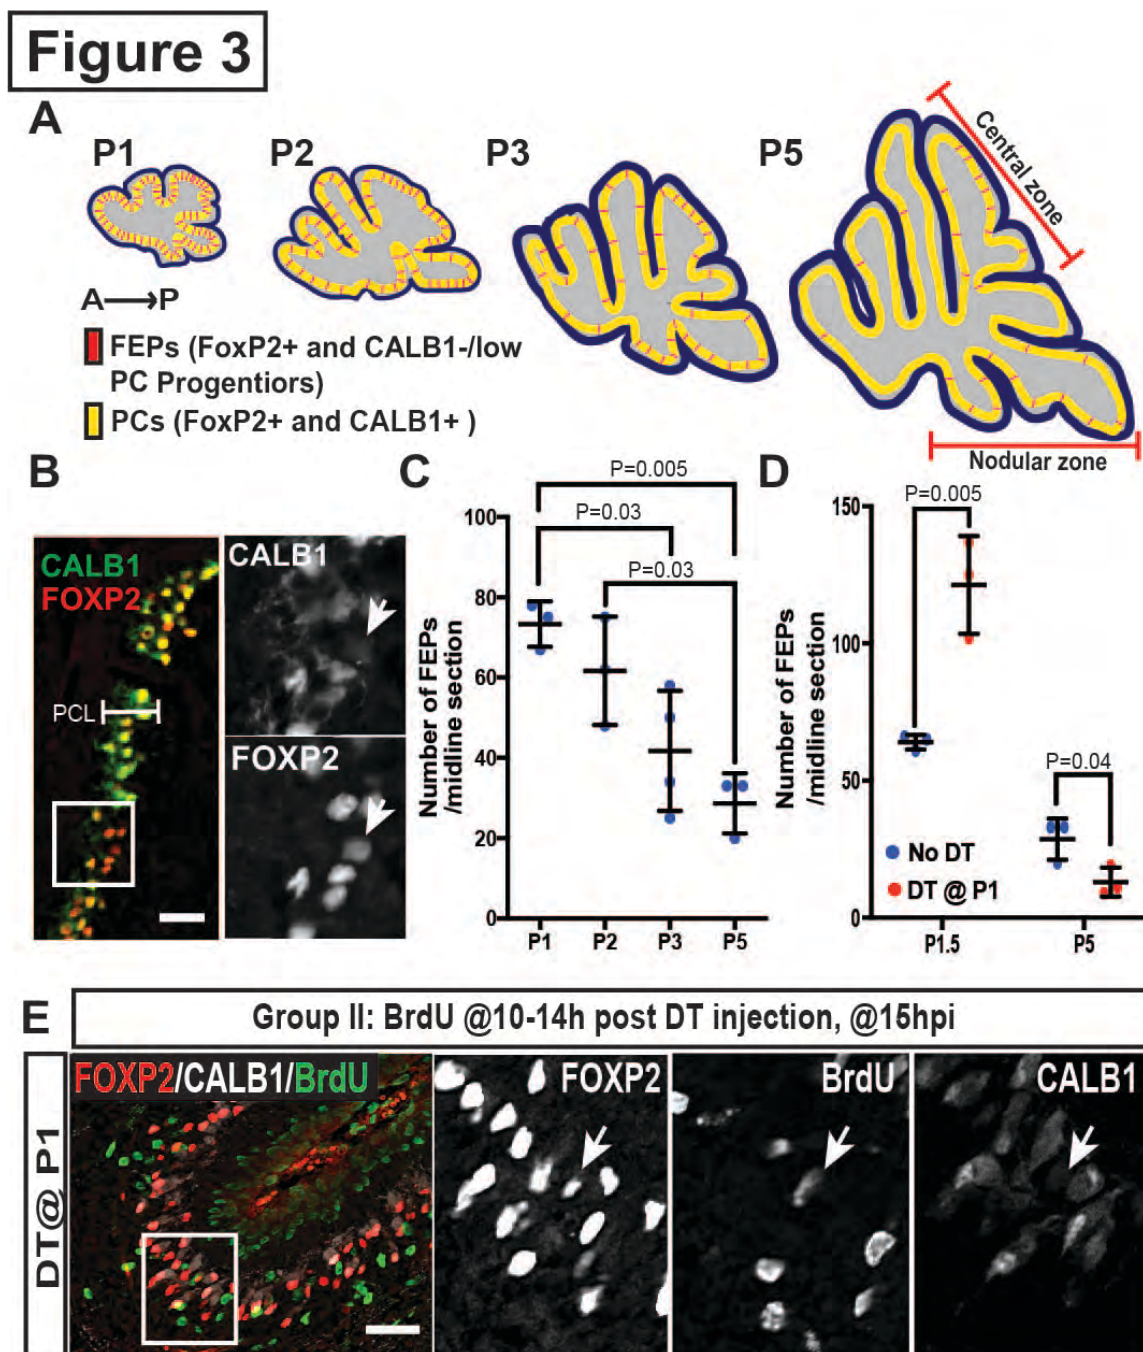 Figure 3
A
P1
P2
P3
P5
Central zone
A⟶P
FEPs (FoxP2+ and CALB1-/low
PC Progentiors)
PCs (FoxP2+ and CALB1+ )
Nodular zone
B
CALB1
FOXP2
PCL
CALB1
FOXP2
C
P=0.005
P=0.03
P=0.03
Number of FEPs
/midline section
100
80
60
40
20
0
P1
P2
P3
P5
D
P=0.005
P=0.04
Number of FEPs
/midline section
150
100
50
0
No DT
DT @ P1
P1.5
P5
E
Group II: BrdU @10-14h post DT injection, @15hpi
DT@ P1
FOXP2/CALB1/BrdU
FOXP2
BrdU
CALB1